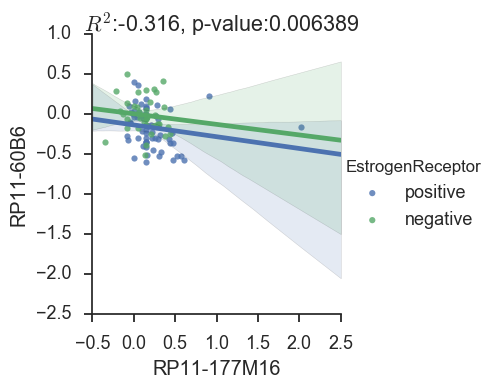 R²:-0.316, p-value:0.006389
1.0
0.5
0.0
−0.5
−1.0
−1.5
−2.0
−2.5
RP11-60B6
EstrogenReceptor
positive
negative
−0.5 0.0 0.5 1.0 1.5 2.0 2.5
RP11-177M16